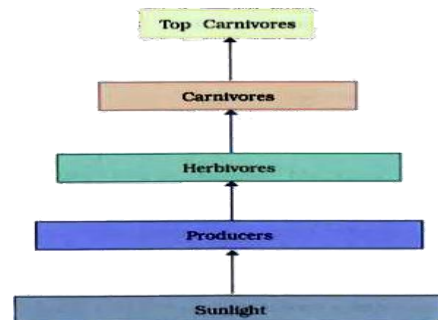 Top Carnivores
Carnivores
Herbivores
Producers
Sunlight